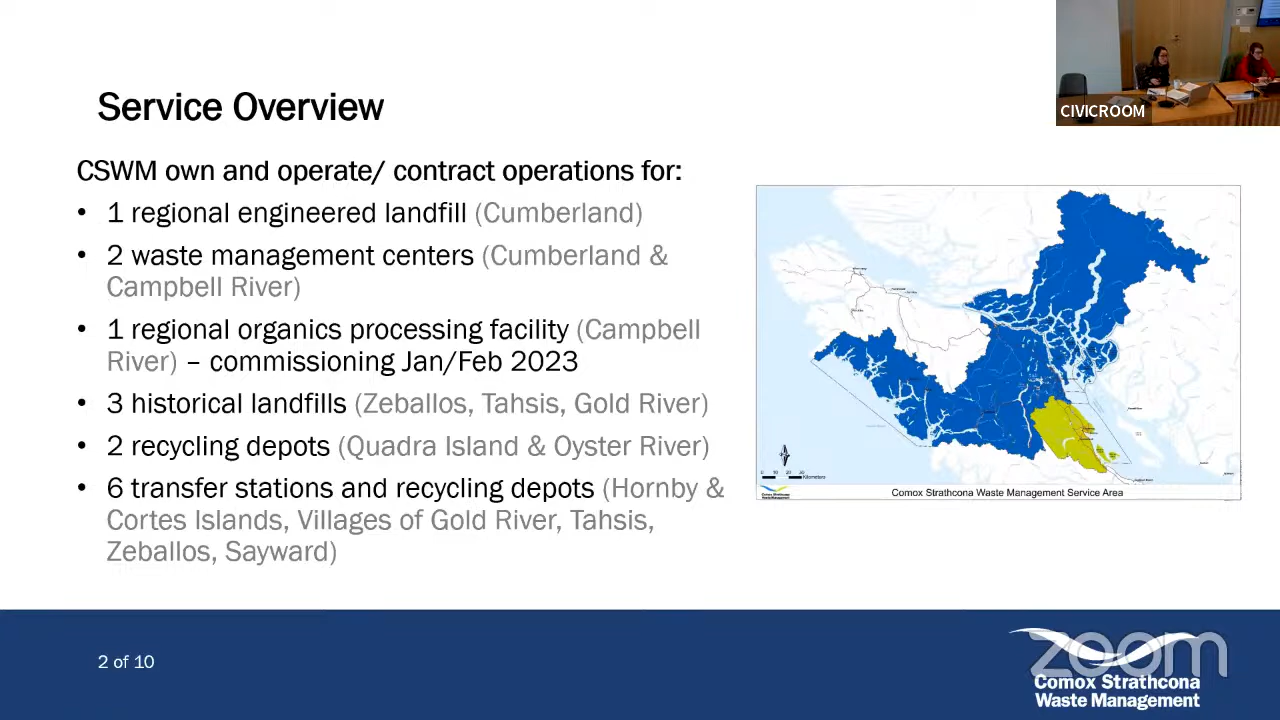 CIVICROOM
Service Overview
CSWM own and operate/ contract operations for:
• 1 regional engineered landfill (Cumberland)
• 2 waste management centers (Cumberland &
Campbell River)
• 1 regional organics processing facility (Campbell
River) – commissioning Jan/Feb 2023
• 3 historical landfills (Zeballos, Tahsis, Gold River)
• 2 recycling depots (Quadra Island & Oyster River)
• 6 transfer stations and recycling depots (Hornby &
Cortes Islands, Villages of Gold River, Tahsis,
Zeballos, Sayward)
Kilometers
Comox Strathcona Waste Management Service Area
2 of 10
zoom
Comox Strathcona
Waste Management